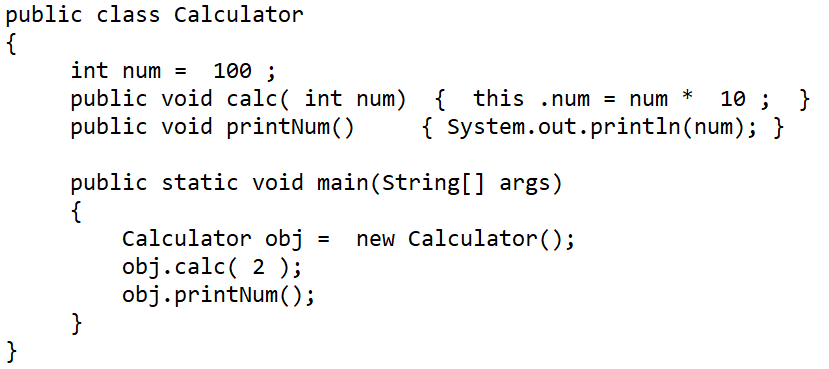 public class Calculator
{
int num =  100 ;
public void calc( int num)  {  this .num = num *  10 ;  }
public void printNum()     { System.out.println(num); }
public static void main(String[] args)
{
Calculator obj =  new Calculator();
obj.calc( 2 );
obj.printNum();
}
}